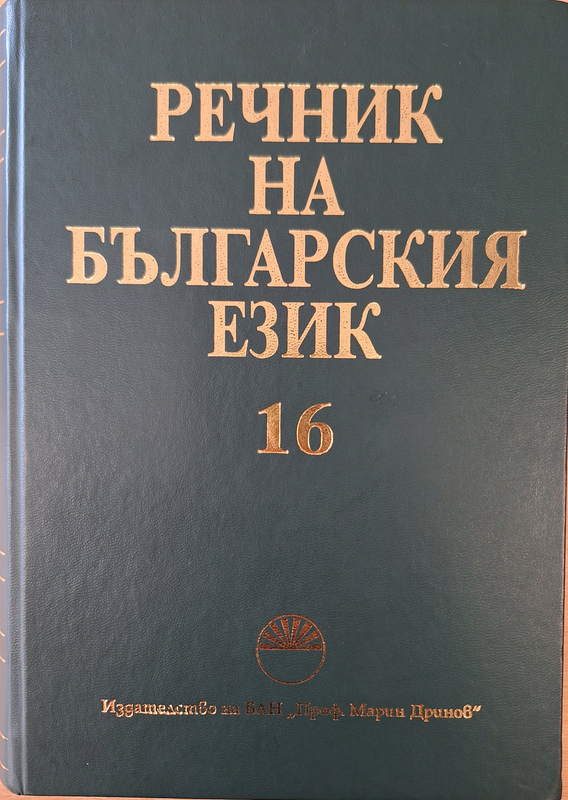 РЕЧНИК
НА
БЪЛГАРСКИЯ
ЕЗИК
16
Издателство на БАН „Проф. Марин Дринов“